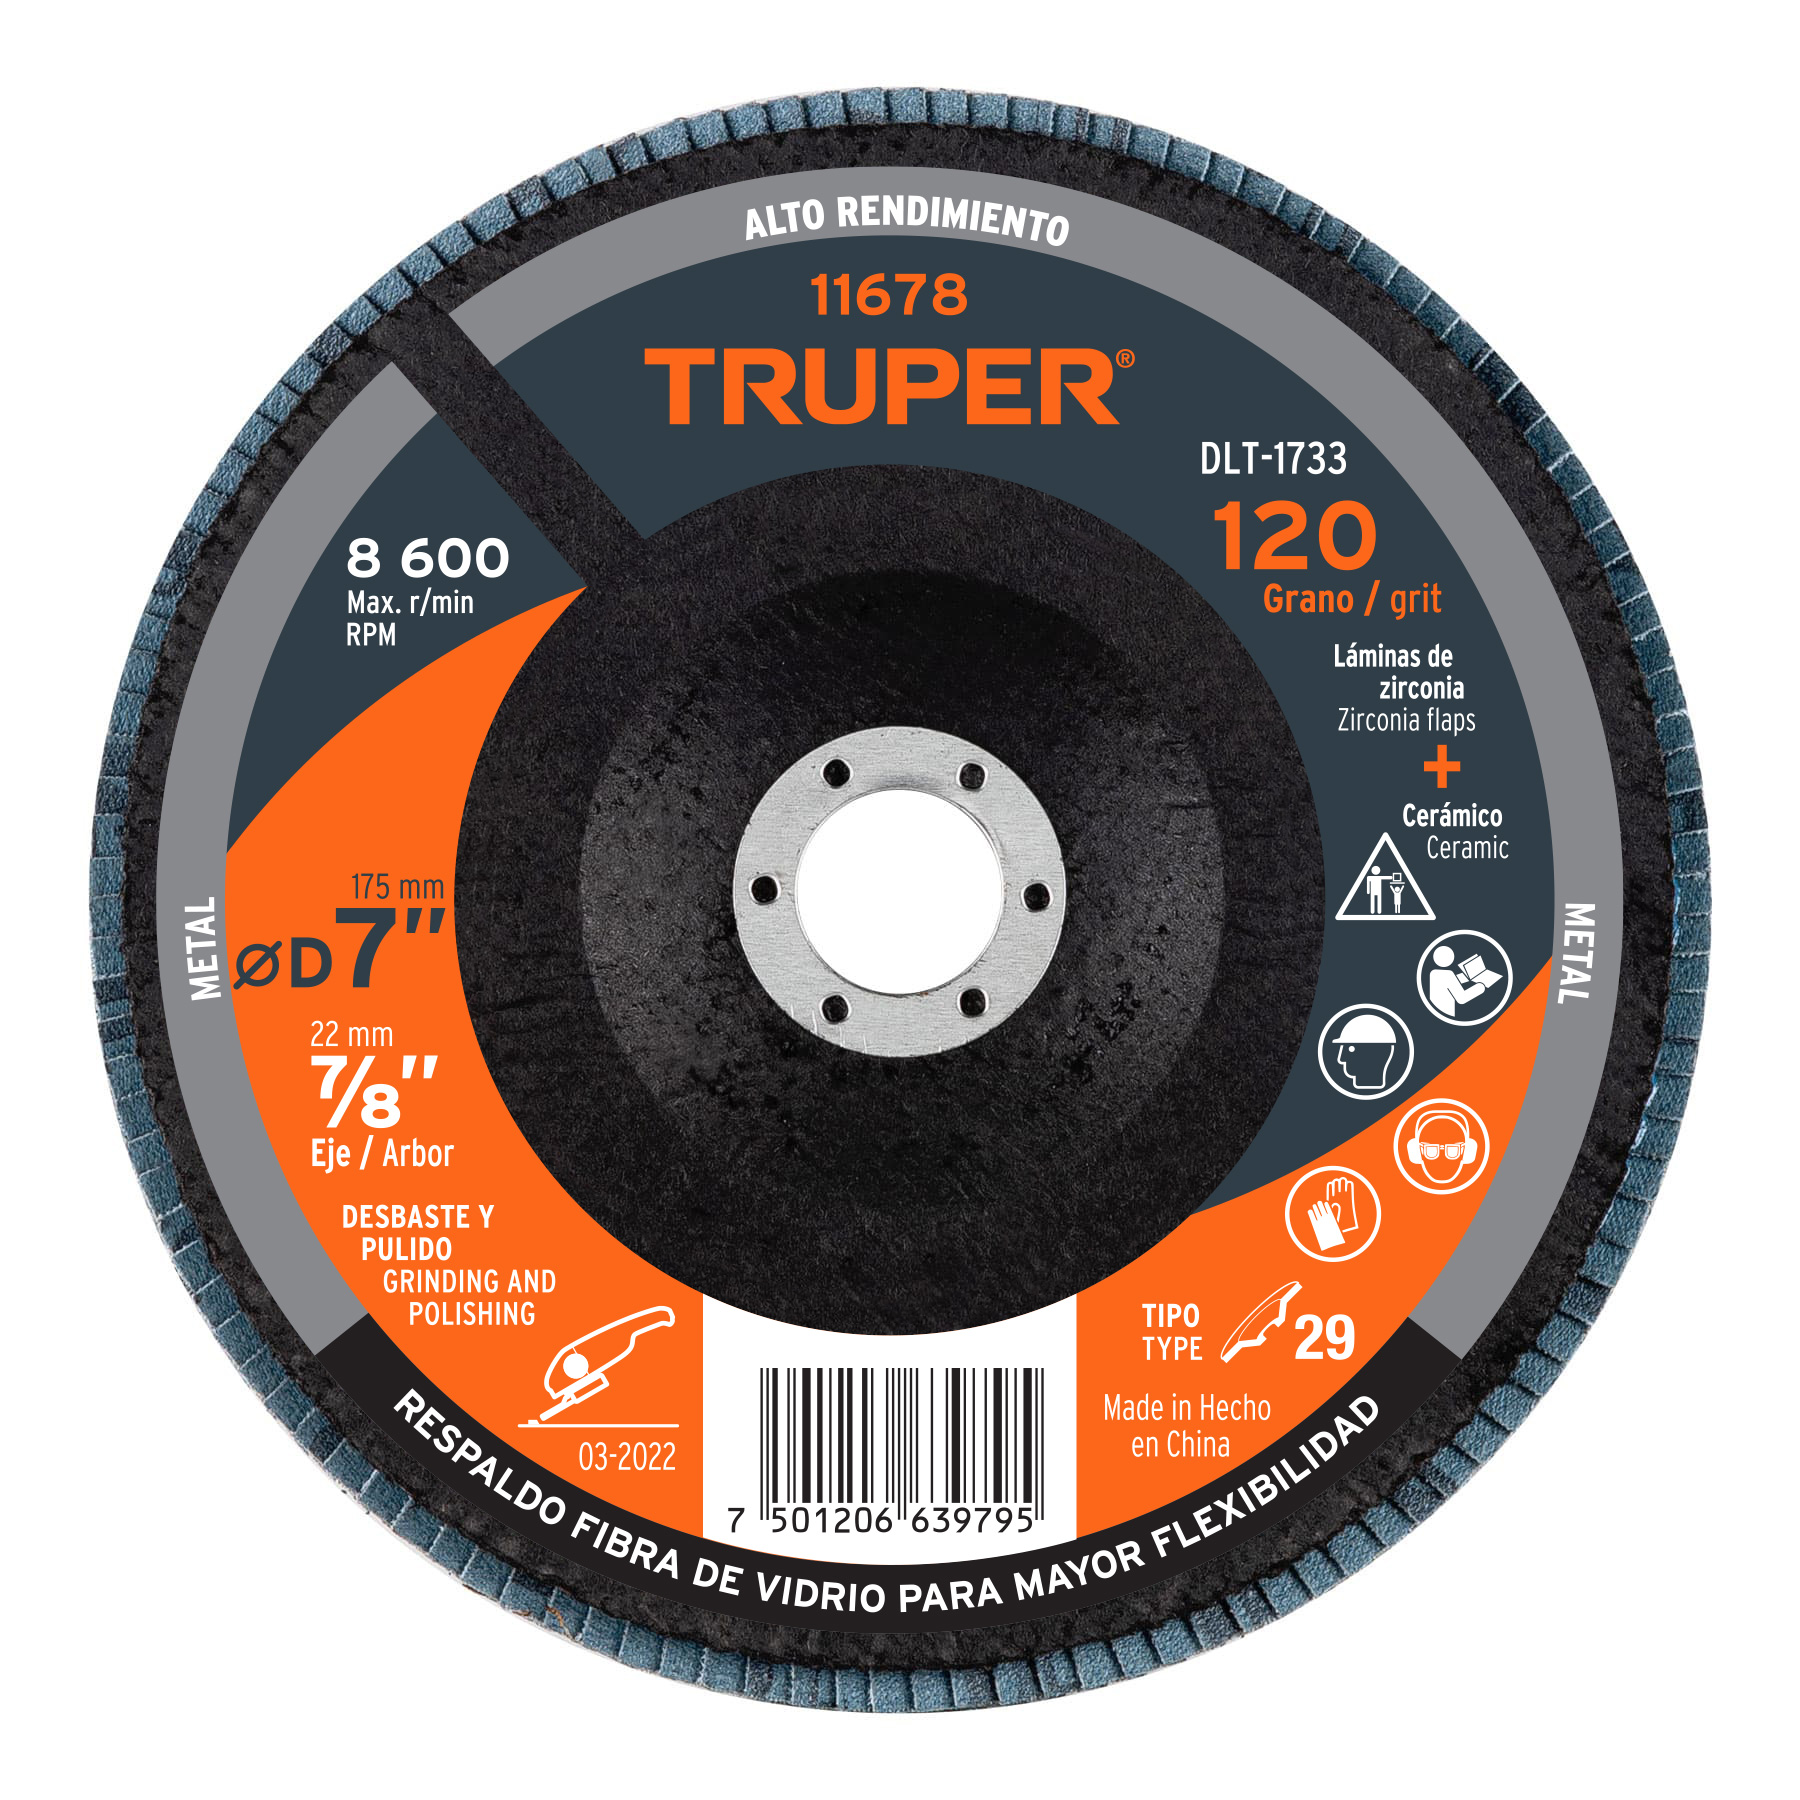 ALTO RENDIMIENTO
11678
TRUPER®
DLT-1733
120
Grano / grit
8 600
Max. r/min
RPM
Láminas de
zirconia
Zirconia flaps
+
Cerámico
Ceramic
METAL
METAL
175 mm
⌀D 7"
22 mm
7/8"
Eje / Arbor
DESBASTE Y
PULIDO
GRINDING AND
POLISHING
03-2022
7 501206 639795
TIPO
TYPE
29
Made in Hecho
en China
RESPALDO FIBRA DE VIDRIO PARA MAYOR FLEXIBILIDAD